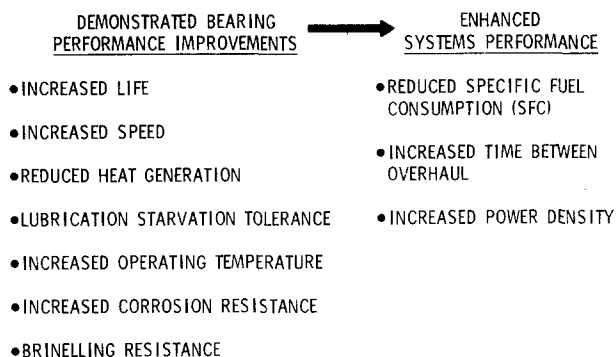 DEMONSTRATED BEARING
PERFORMANCE IMPROVEMENTS
•INCREASED LIFE
•INCREASED SPEED
•REDUCED HEAT GENERATION
•LUBRICATION STARVATION TOLERANCE
•INCREASED OPERATING TEMPERATURE
•INCREASED CORROSION RESISTANCE
•BRINELLING RESISTANCE
ENHANCED
SYSTEMS PERFORMANCE
•REDUCED SPECIFIC FUEL
CONSUMPTION (SFC)
•INCREASED TIME BETWEEN
OVERHAUL
•INCREASED POWER DENSITY